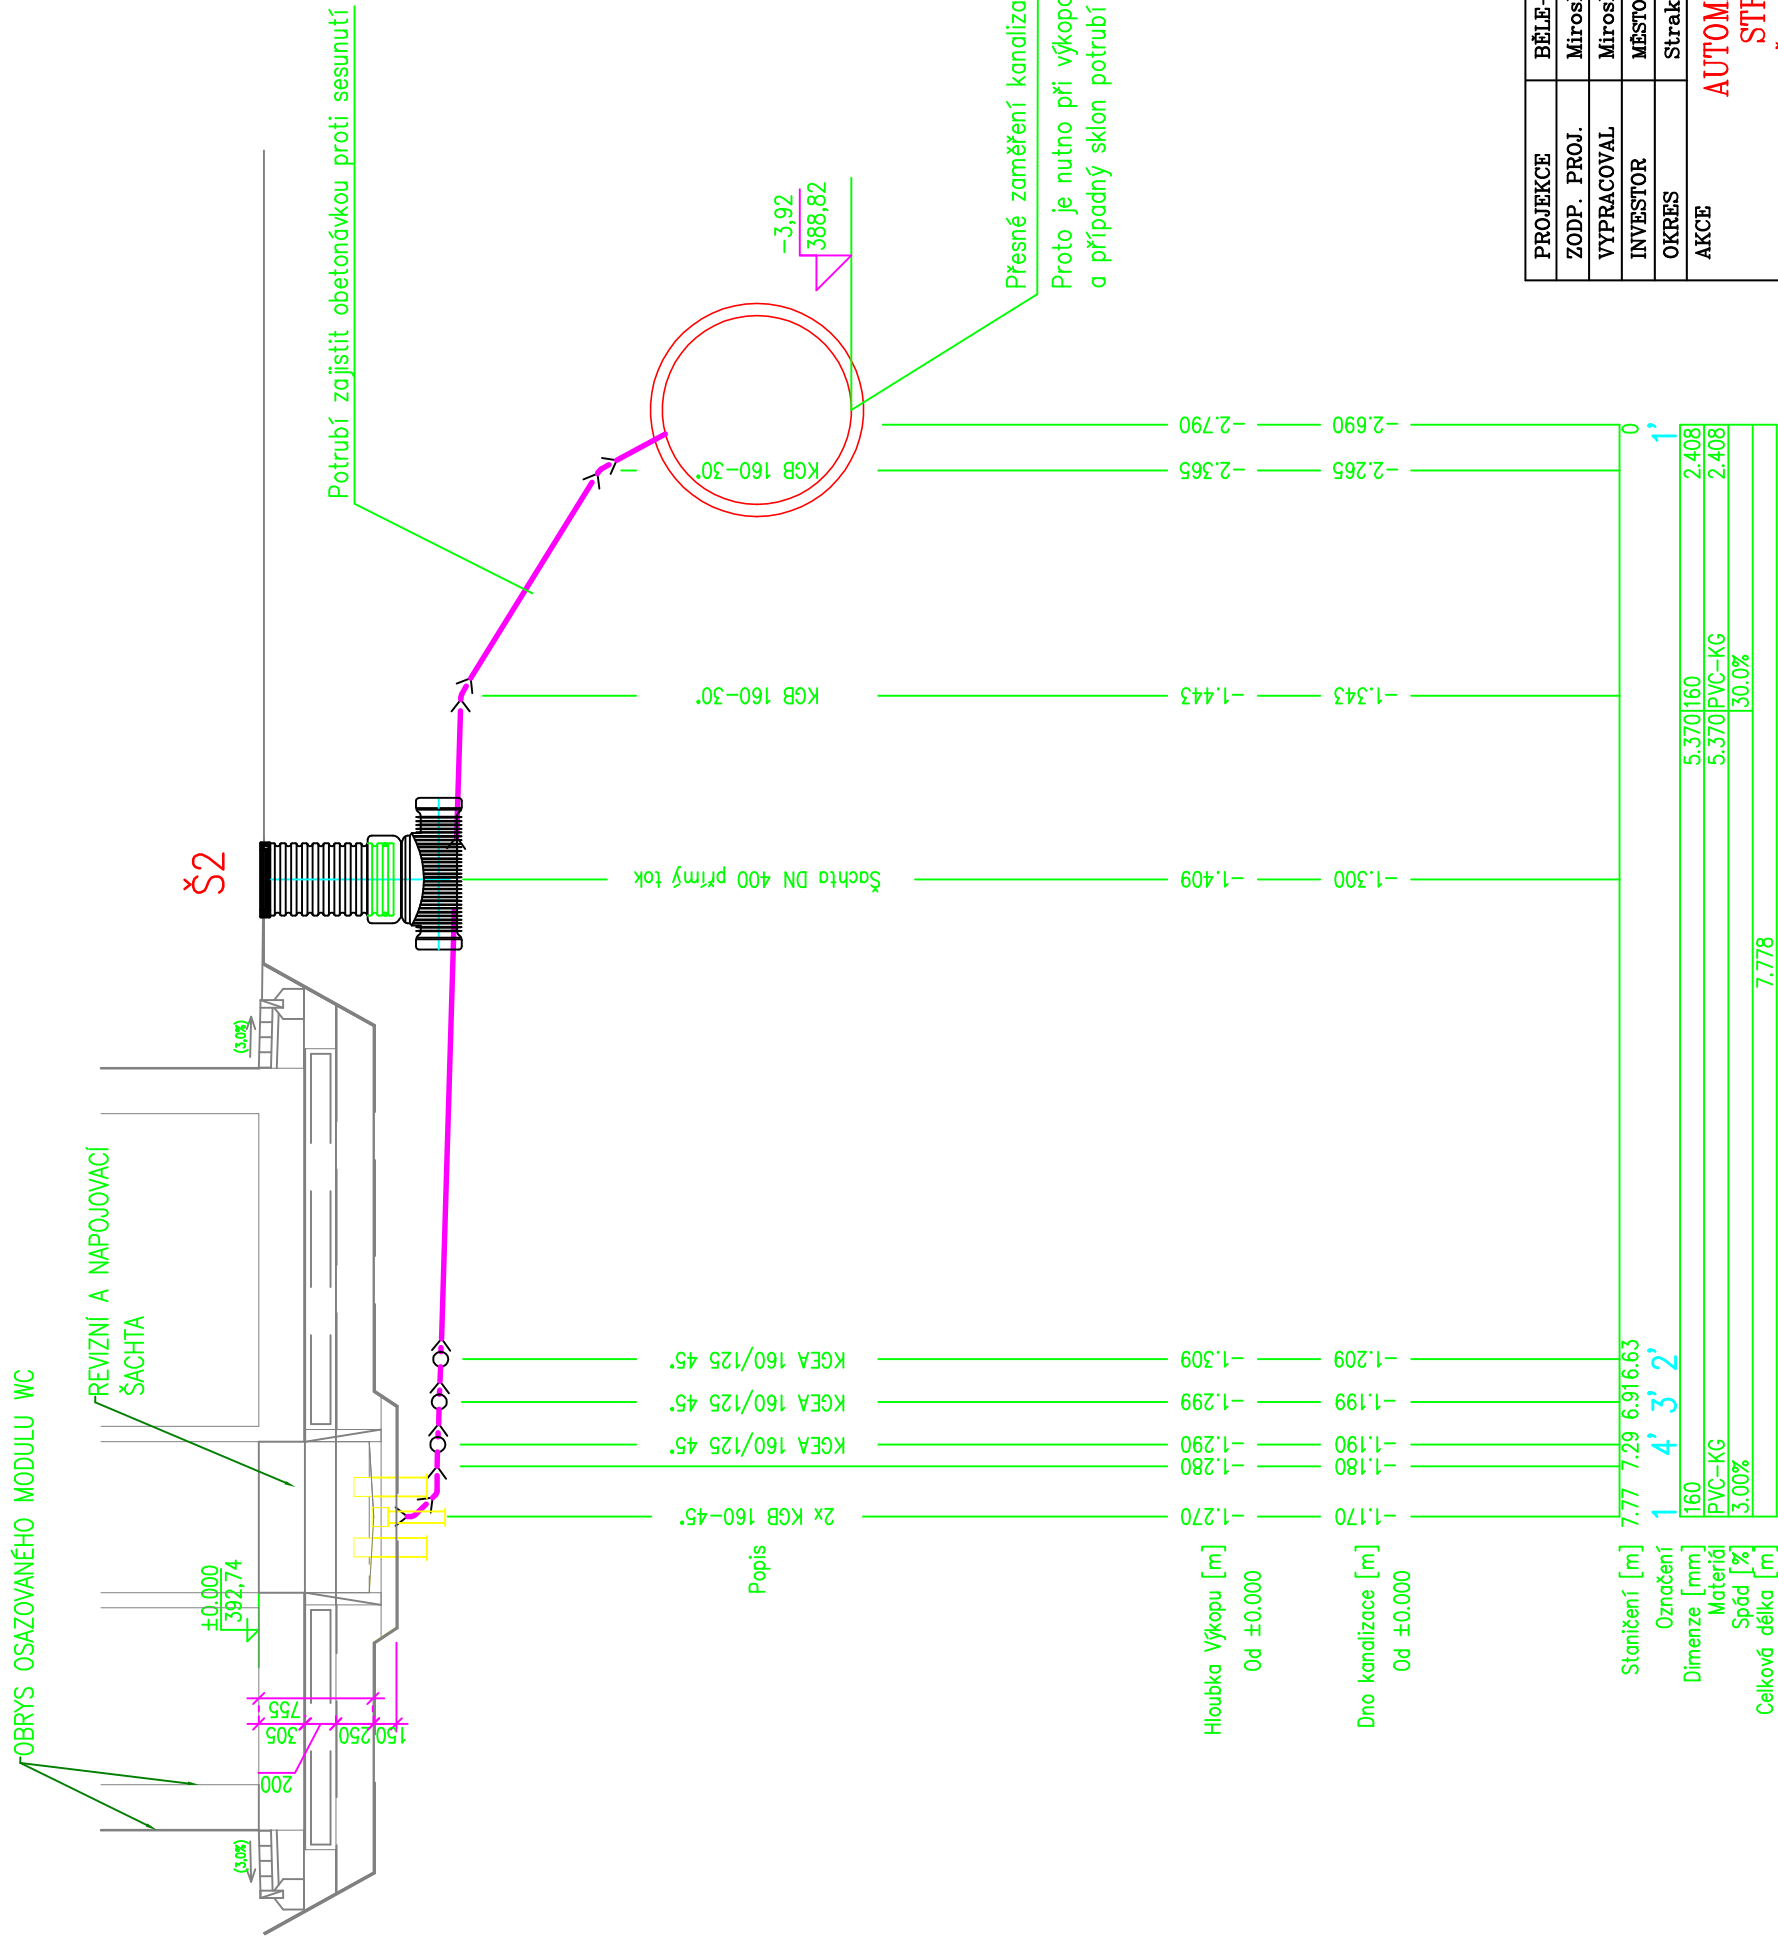 OBRYS OSAZOVANÉHO MODULU WC
REVIZNÍ A NAPOJOVACÍ
ŠACHTA
±0.000
392,74
(3,0%)
(3,0%)
755
305
250
150
200
Š2
Potrubí zajistit obetonávkou proti sesunutí
-3,92
388,82
Přesné zaměření
Proto je nutno při
a případný sklon potrubí
Popis
2x KGB 160-45°
KGEA 160/125 45°
KGEA 160/125 45°
KGEA 160/125 45°
Šachta DN 400 přímý tok
KGB 160-30°
KGB 160-30°
Hloubka Výkopu [m]
Od ±0.000
-1.270
-1.280
-1.290
-1.299
-1.309
-1.409
-1.443
-2.365
-2.790
Dno kanalizace [m]
Od ±0.000
-1.170
-1.180
-1.190
-1.199
-1.209
-1.300
-1.343
-2.265
-2.690
Staničení [m] 7.77 7.29 6.91 6.63 0
Označení 1 4' 3' 2' 1'
Dimenze [mm] 160 5.370 160 2.408
Materiál PVC-KG 5.370 PVC-KG 2.408
Spád [%] 3.00% 30.0%
Celková délka [m] 7.778
PROJEKCE
ZODP. PROJ.
VYPRACOVAL
INVESTOR MĚSTO
OKRES
AKCE